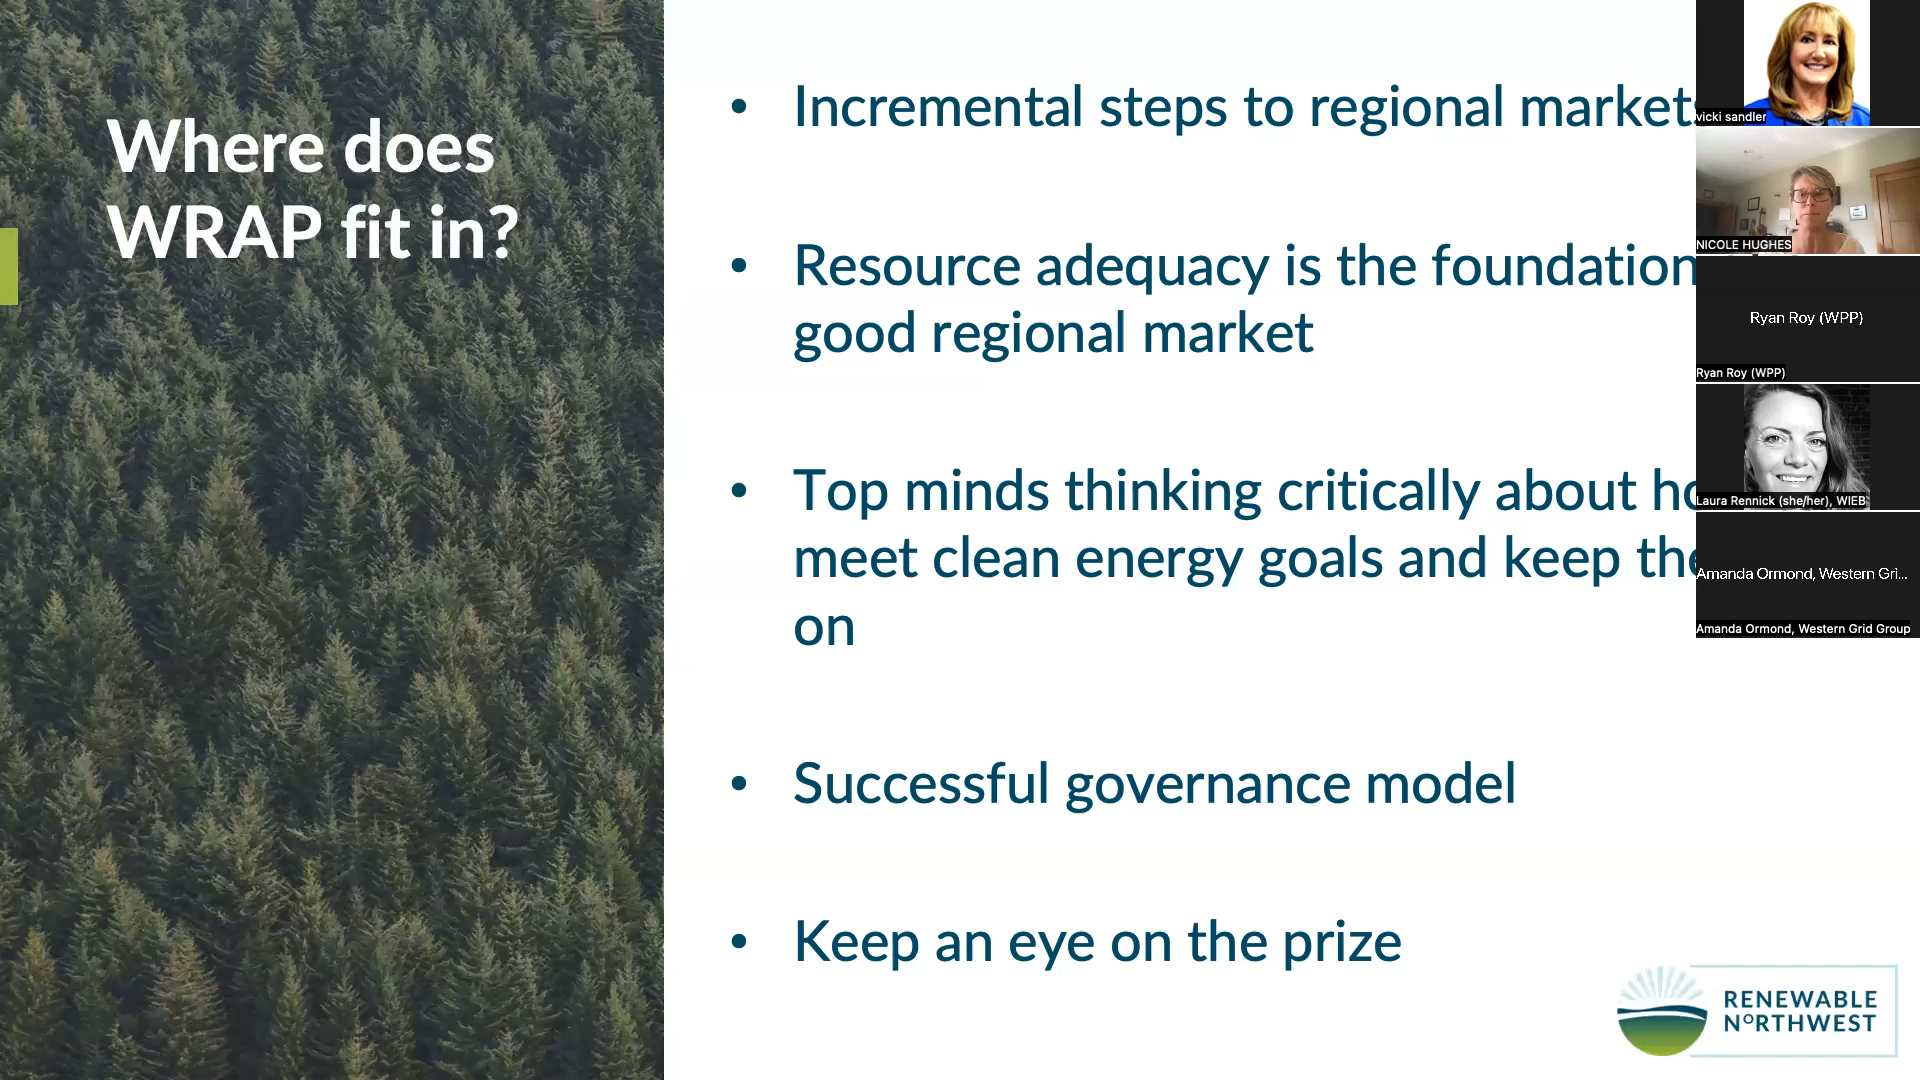 Where does
WRAP fit in?
• Incremental steps to regional markets
• Resource adequacy is the foundation
good regional market
• Top minds thinking critically about
meet clean energy goals and keep
on
• Successful governance model
• Keep an eye on the prize
vicki sandler
NICOLE HUGHES
Ryan Roy (WPP)
Ryan Roy (WPP)
Laura Rennick (she/her), WIEB
Amanda Ormond, Western Gri...
Amanda Ormond, Western Grid Group
RENEWABLE
NORTHWEST